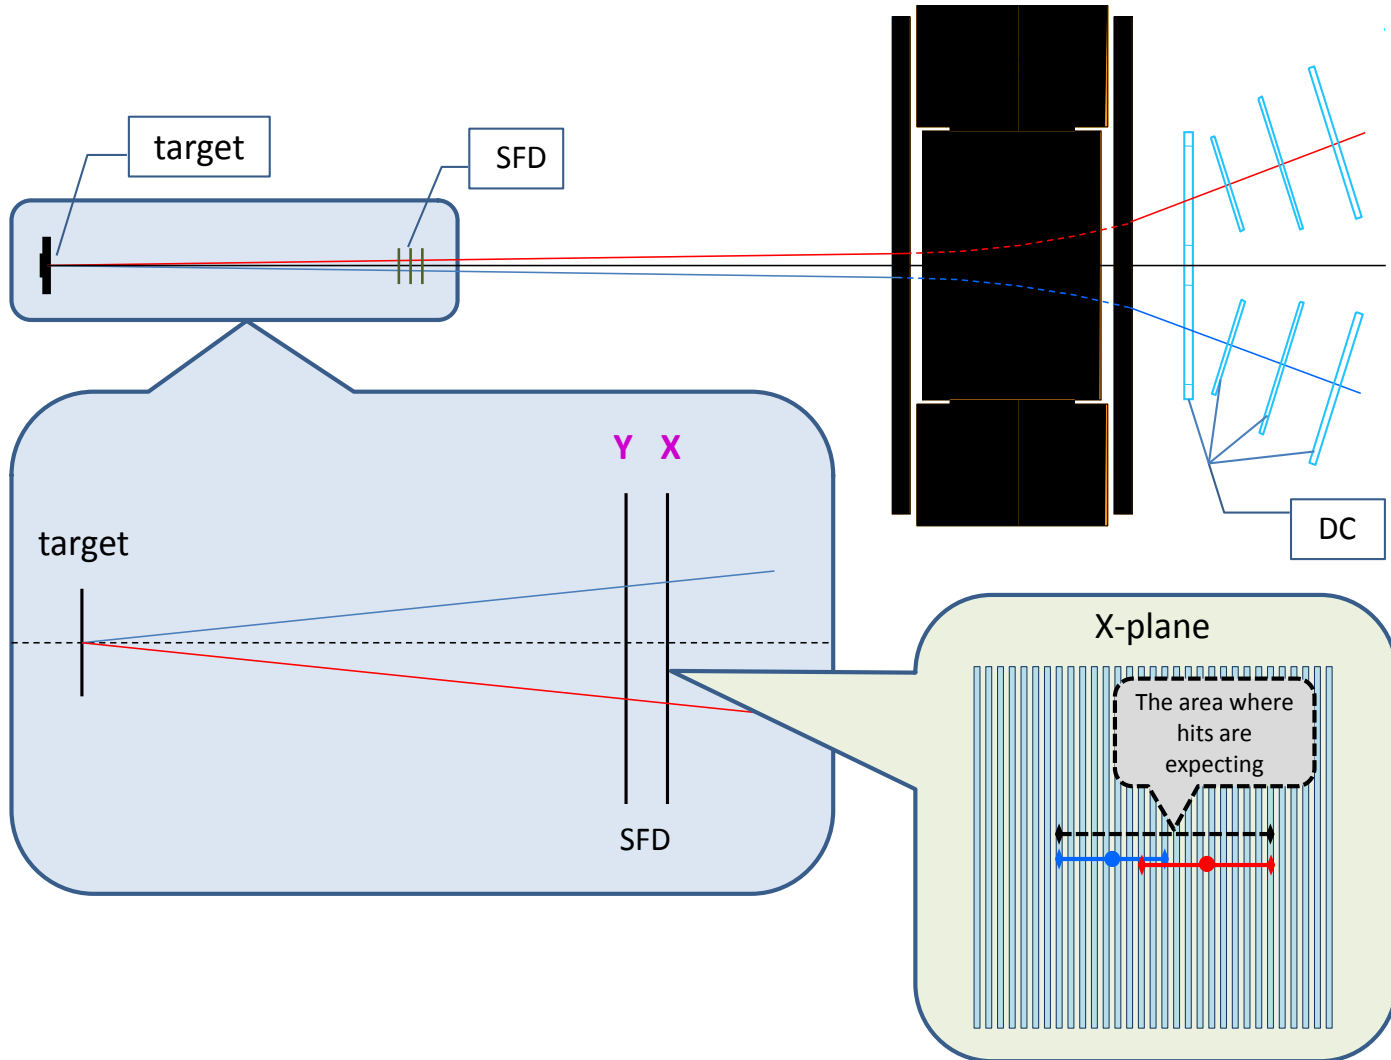 target
SFD
Y X
target
SFD
DC
X-plane
The area where
hits are
expecting